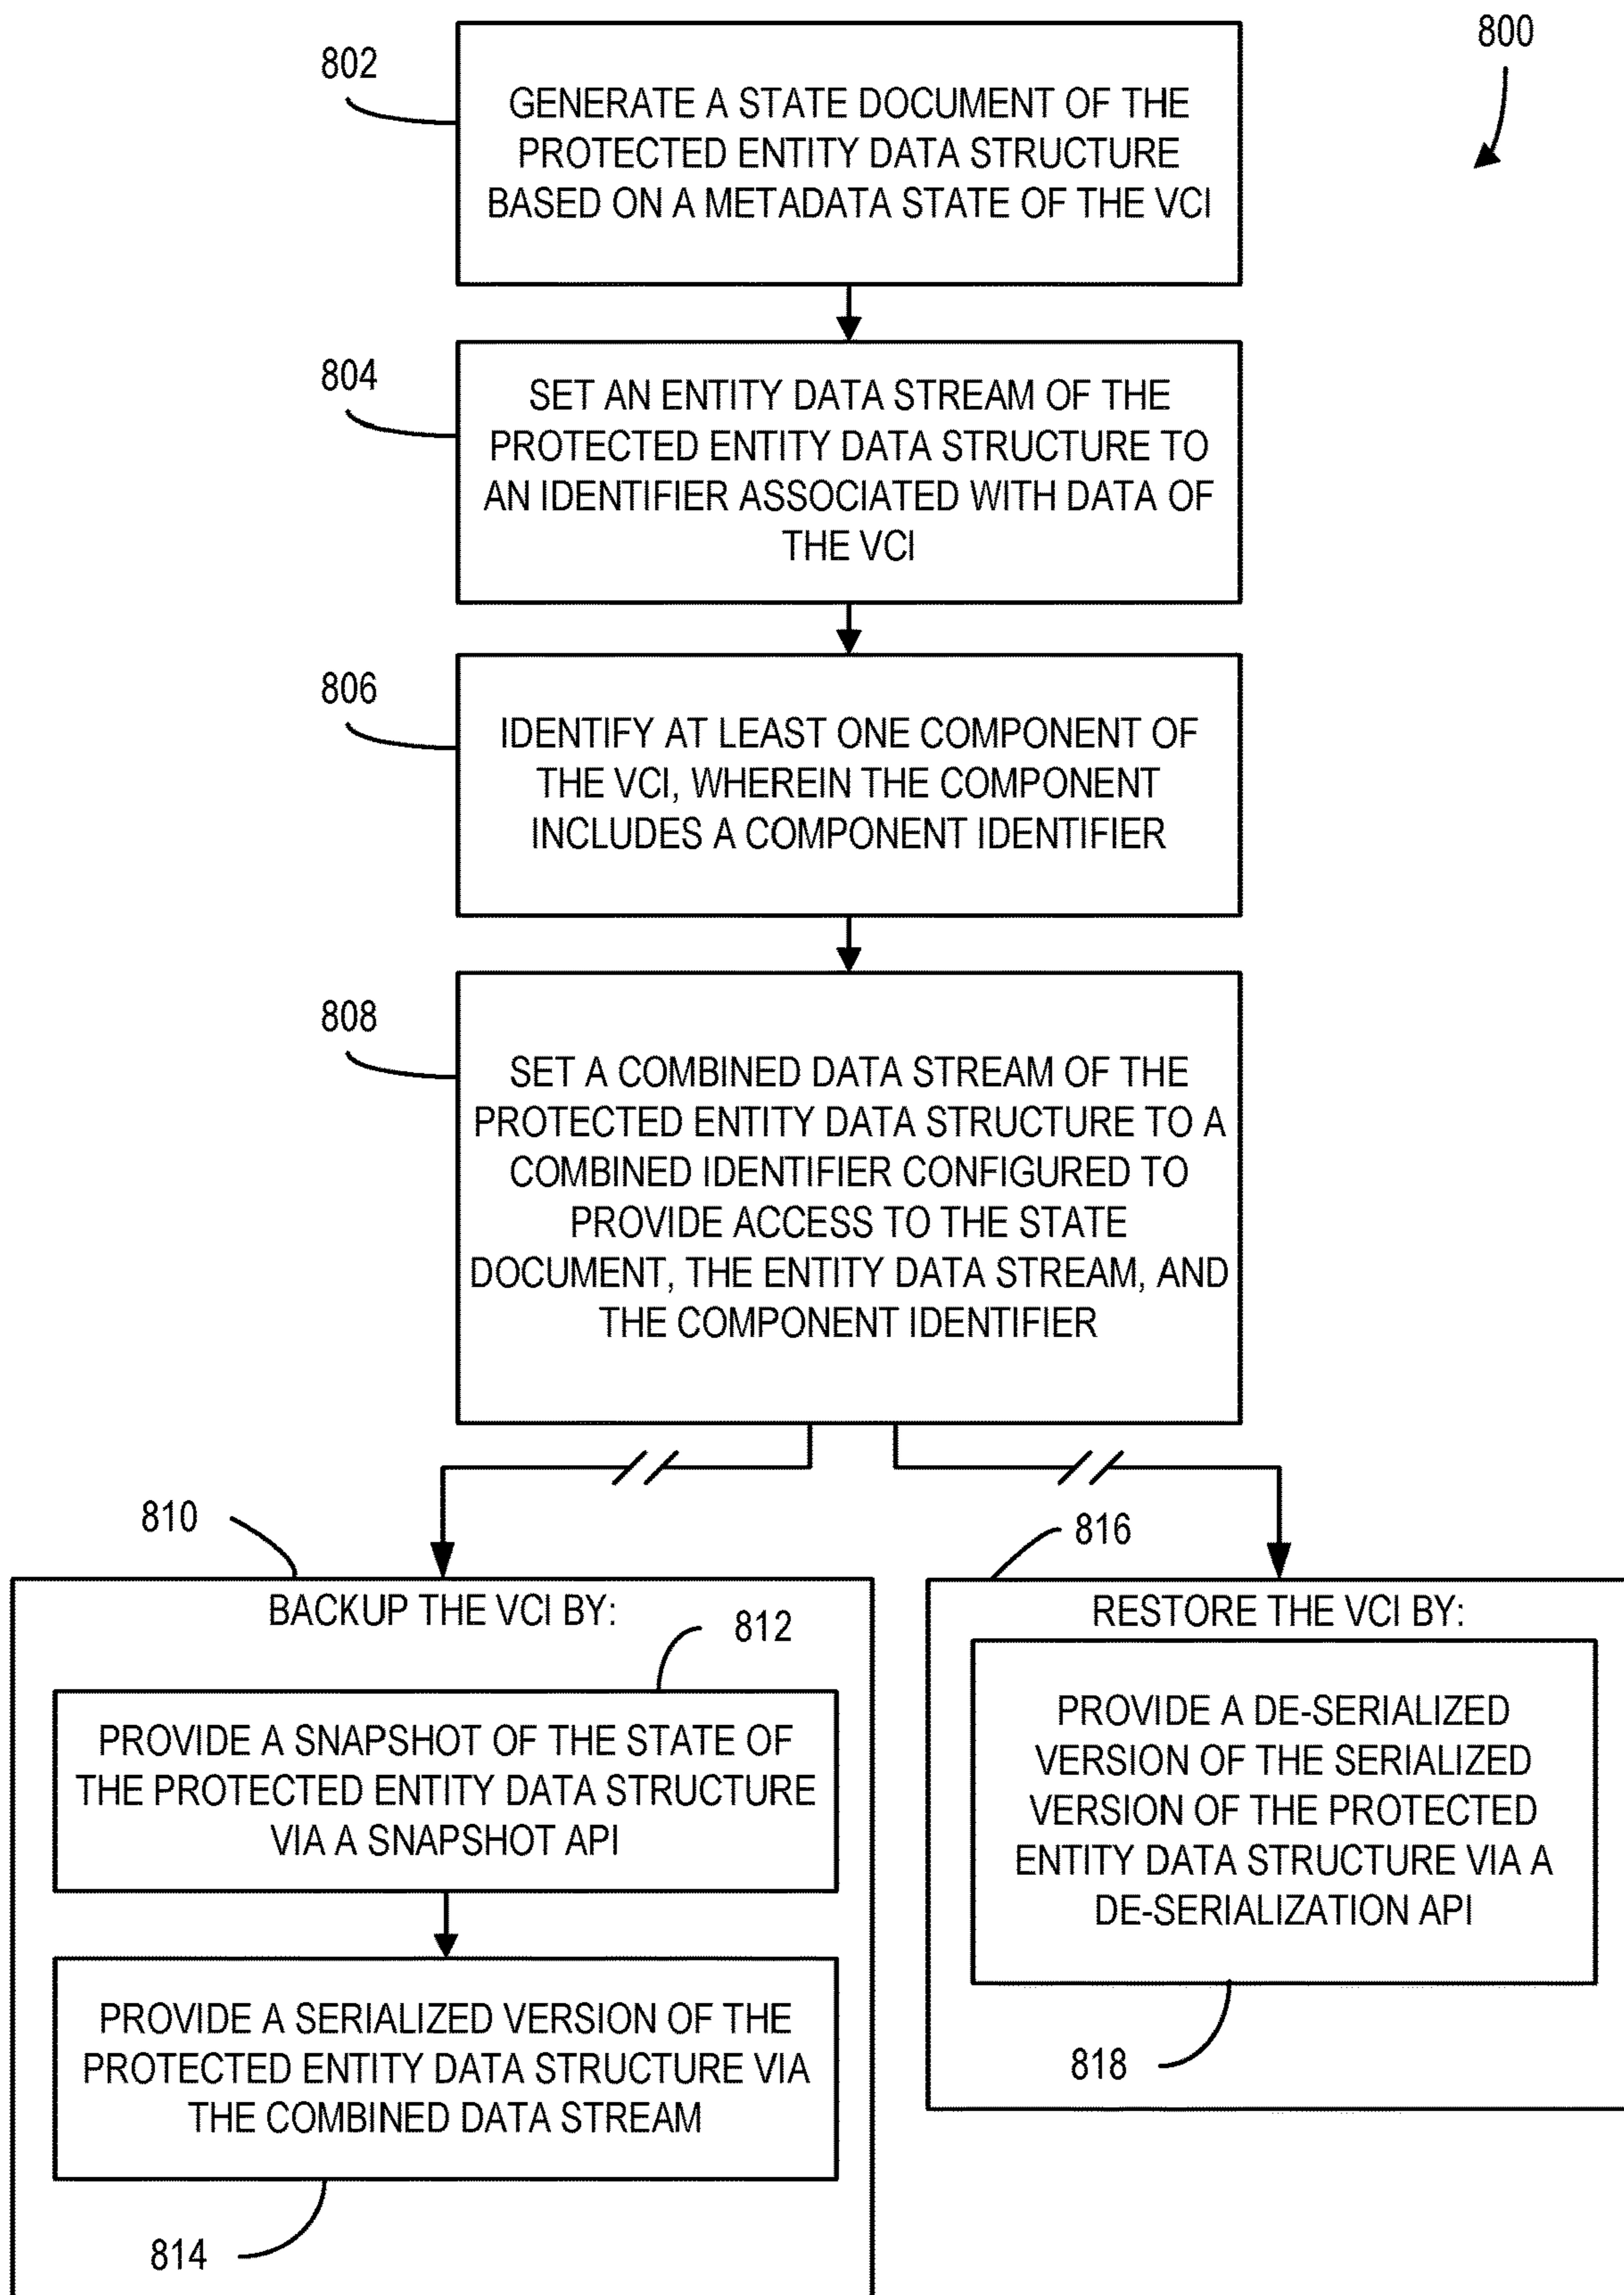 800
802
GENERATE A STATE DOCUMENT OF THE
PROTECTED ENTITY DATA STRUCTURE
BASED ON A METADATA STATE OF THE VCI
804
SET AN ENTITY DATA STREAM OF THE
PROTECTED ENTITY DATA STRUCTURE TO
AN IDENTIFIER ASSOCIATED WITH DATA OF
THE VCI
806
IDENTIFY AT LEAST ONE COMPONENT OF
THE VCI, WHEREIN THE COMPONENT
INCLUDES A COMPONENT IDENTIFIER
808
SET A COMBINED DATA STREAM OF THE
PROTECTED ENTITY DATA STRUCTURE TO A
COMBINED IDENTIFIER CONFIGURED TO
PROVIDE ACCESS TO THE STATE
DOCUMENT, THE ENTITY DATA STREAM, AND
THE COMPONENT IDENTIFIER
810
BACKUP THE VCI BY:
812
PROVIDE A SNAPSHOT OF THE STATE OF
THE PROTECTED ENTITY DATA STRUCTURE
VIA A SNAPSHOT API
PROVIDE A SERIALIZED VERSION OF THE
PROTECTED ENTITY DATA STRUCTURE VIA
THE COMBINED DATA STREAM
814
816
RESTORE THE VCI BY:
PROVIDE A DE-SERIALIZED
VERSION OF THE SERIALIZED
VERSION OF THE PROTECTED
ENTITY DATA STRUCTURE VIA A
DE-SERIALIZATION API
818